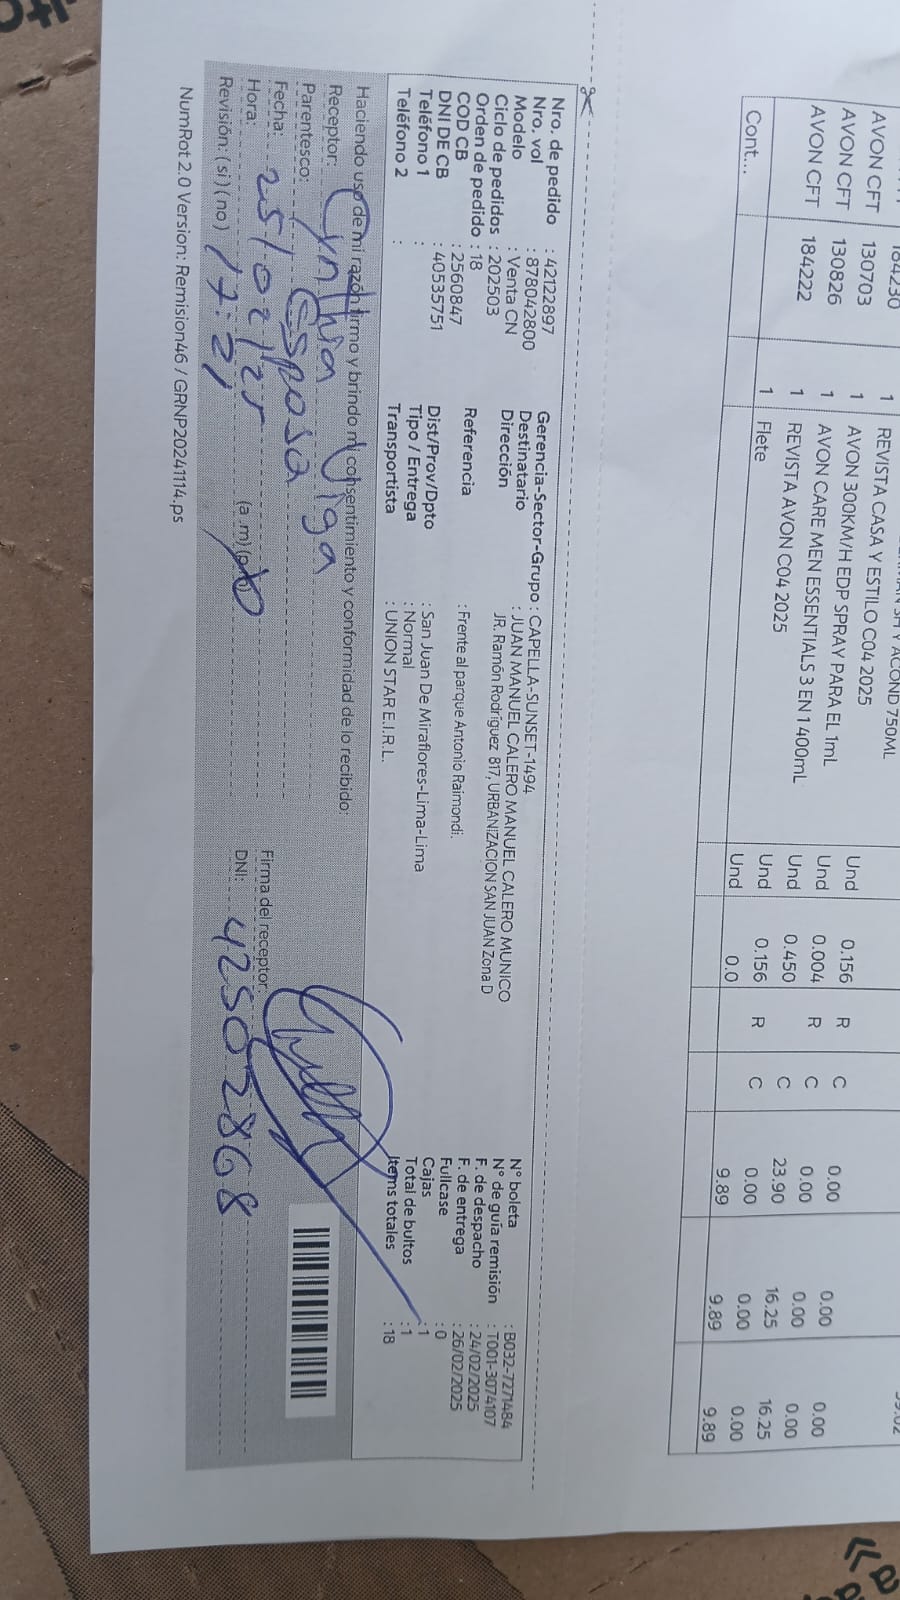 184230 1
AVON CFT 130703 1 REVISTA CASA Y ESTILO C04 2025 Und 0.156 R C 0.00 0.00 0.00
AVON CFT 130826 1 AVON 300KM/H EDP SPRAY PARA EL 1mL Und 0.004 R C 0.00 0.00 0.00
AVON CFT 184222 1 AVON CARE MEN ESSENTIALS 3 EN 1 400mL Und 0.450 C 23.90 16.25 16.25
1 REVISTA AVON C04 2025 Und 0.156 R C 0.00 0.00 0.00
Cont... 1 Flete Und 0.0 9.89 9.89 9.89
Nro. de pedido : 42122897
Nro. vol : 878042800
Modelo : Venta CN
Ciclo de pedidos : 202503
Orden de pedido : 18
COD CB : 2560847
DNI DE CB : 40535751
Teléfono 1 :
Teléfono 2 :
Gerencia-Sector-Grupo : CAPELLA-SUNSET-1494
Destinatario : JUAN MANUEL CALERO MANUEL CALERO MUNICO
Dirección JR. Ramón Rodríguez 817, URBANIZACION SAN JUAN Zona D
Referencia : Frente al parque Antonio Raimondi.
Dist/Prov/Dpto : San Juan De Miraflores-Lima-Lima
Tipo / Entrega : Normal
Transportista : UNION STAR E.I.R.L.
N° boleta : B032-7271484
N° de guía remisión : T001-3074107
F. de despacho : 24/02/2025
F. de entrega : 26/02/2025
Fullcase : 0
Cajas : 1
Total de bultos : 1
Items totales : 18
Haciendo uso de mi razón firmo y brindo mi consentimiento y conformidad de lo recibido:
Receptor: Cynthia
Parentesco: Esposa
Fecha: 25/02/25
Hora: 17:21 (a.m)
Revisión: (si) (no)
Firma del receptor:
DNI: 42502868
NumRot 2.0 Version: Remision46 / GRNP20241114.ps